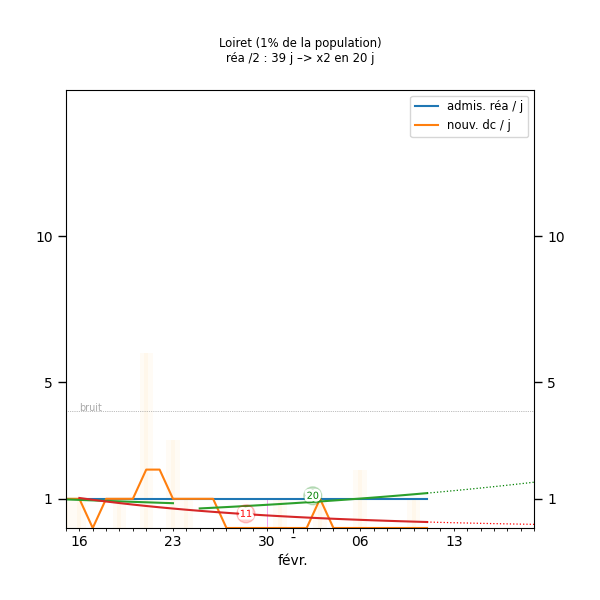 Loiret (1% de la population)
réa /2 : 39 j –> x2 en 20 j
admis. réa / j
nouv. dc / j
10
10
5
5
bruit
20
11
1
1
16
23
30
-
06
13
févr.